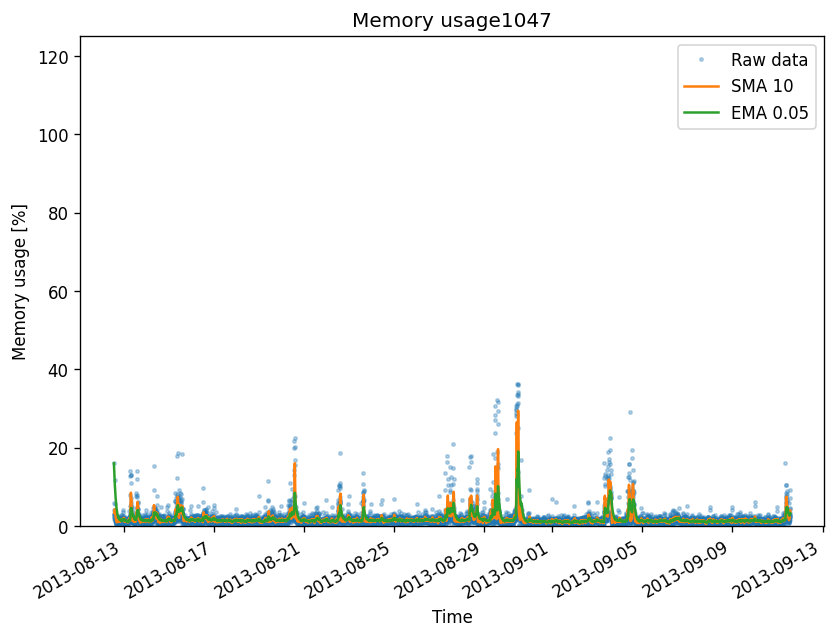 Memory usage1047
Raw data
SMA 10
EMA 0.05
Memory usage [%]
120
100
80
60
40
20
0
2013-08-13
2013-08-17
2013-08-21
2013-08-25
2013-08-29
2013-09-01
2013-09-05
2013-09-09
2013-09-13
Time